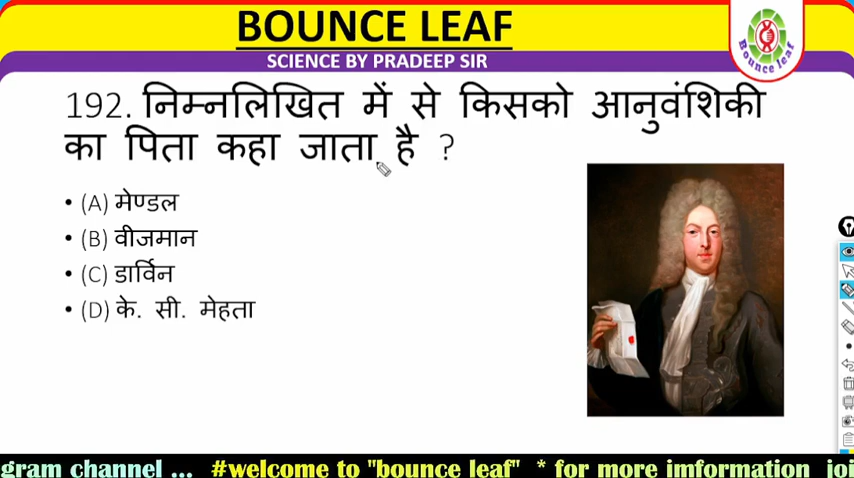 BOUNCE LEAF
SCIENCE BY PRADEEP SIR
Bounce leaf
192. निम्नलिखित में से किसको आनुवंशिकी
का पिता कहा जाता है ?
• (A) मेण्डल
• (B) वीजमान
• (C) डार्विन
• (D) के. सी. मेहता
gram channel ... #welcome to "bounce leaf" * for more imformation joi